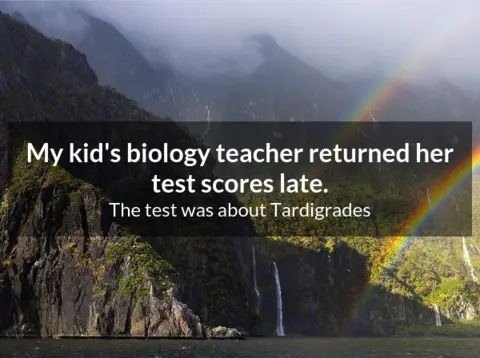 My kid's biology teacher returned her
test scores late.
The test was about Tardigrades